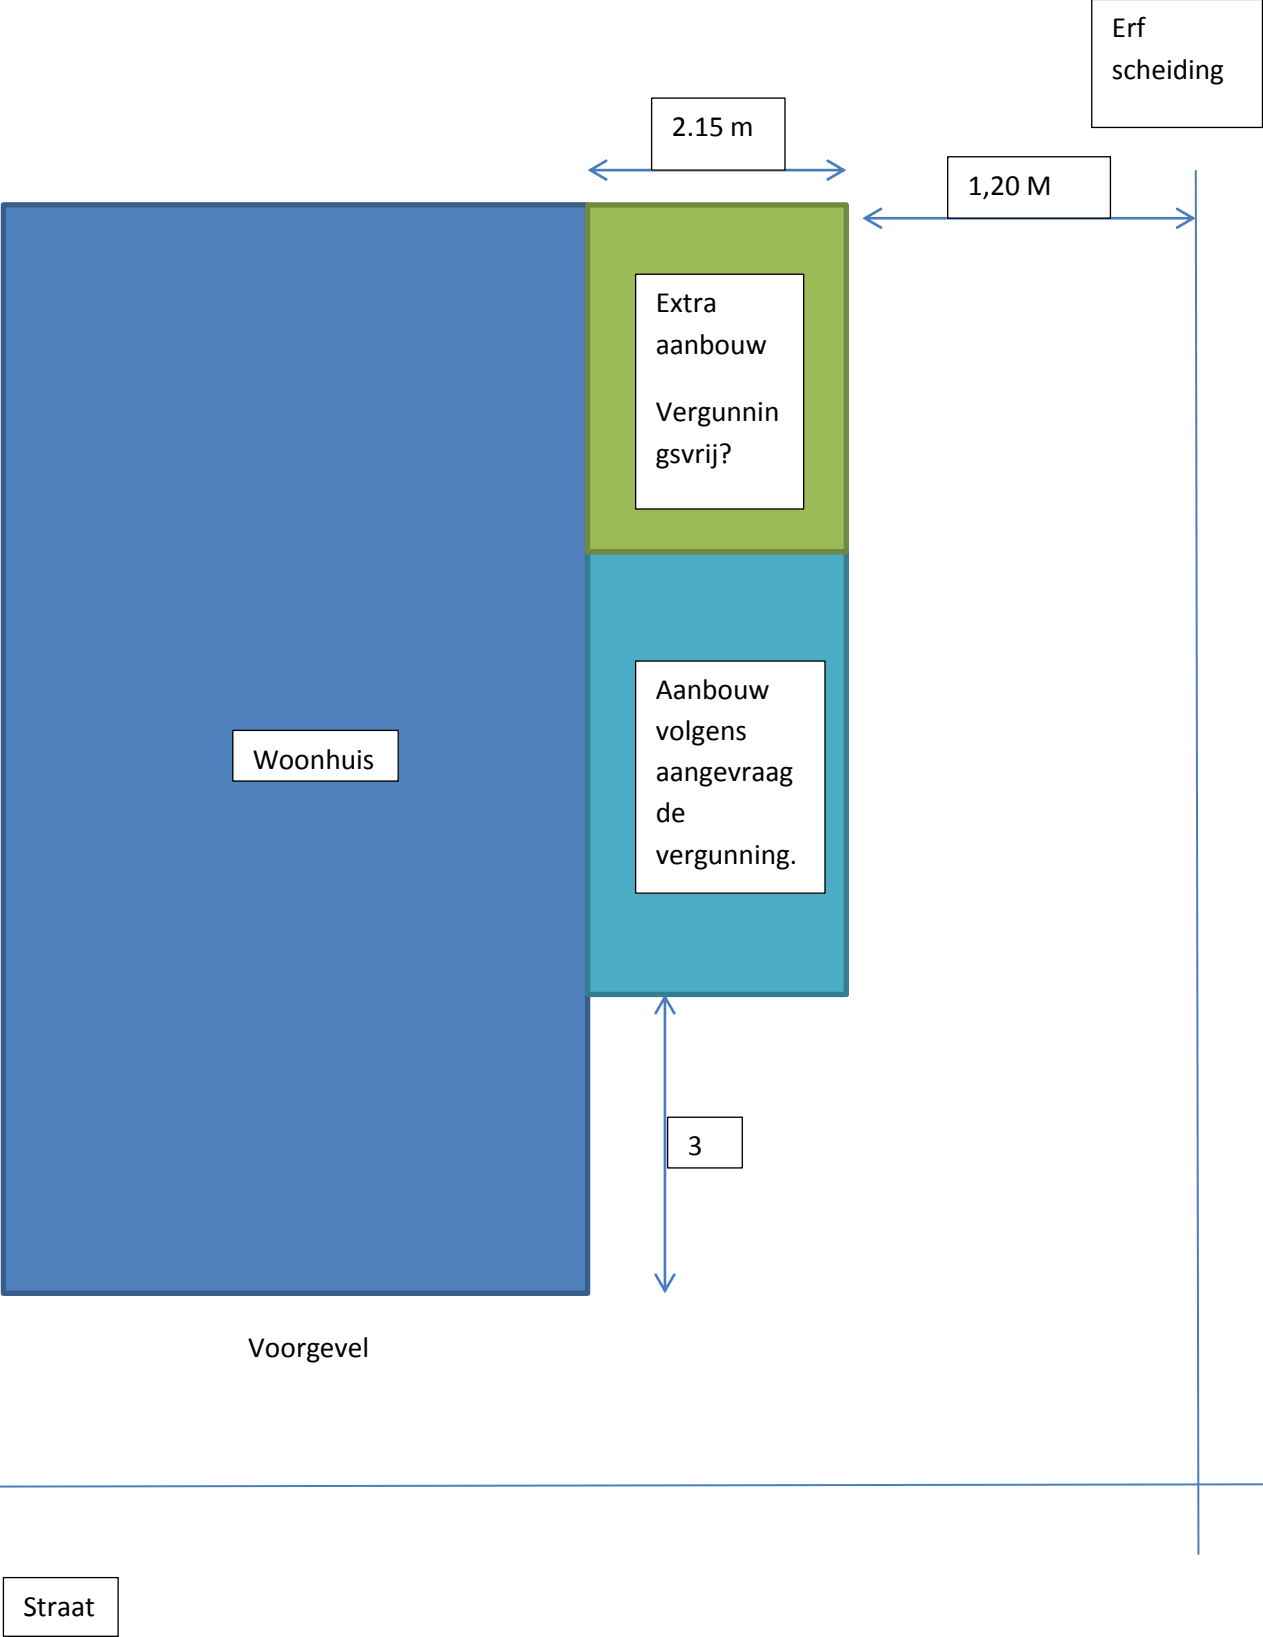 Erf
scheiding
2.15 m
1,20 M
Extra
aanbouw
Vergunnin
gsvrij?
Aanbouw
volgens
aangevraag
de
vergunning.
Woonhuis
3
Voorgevel
Straat